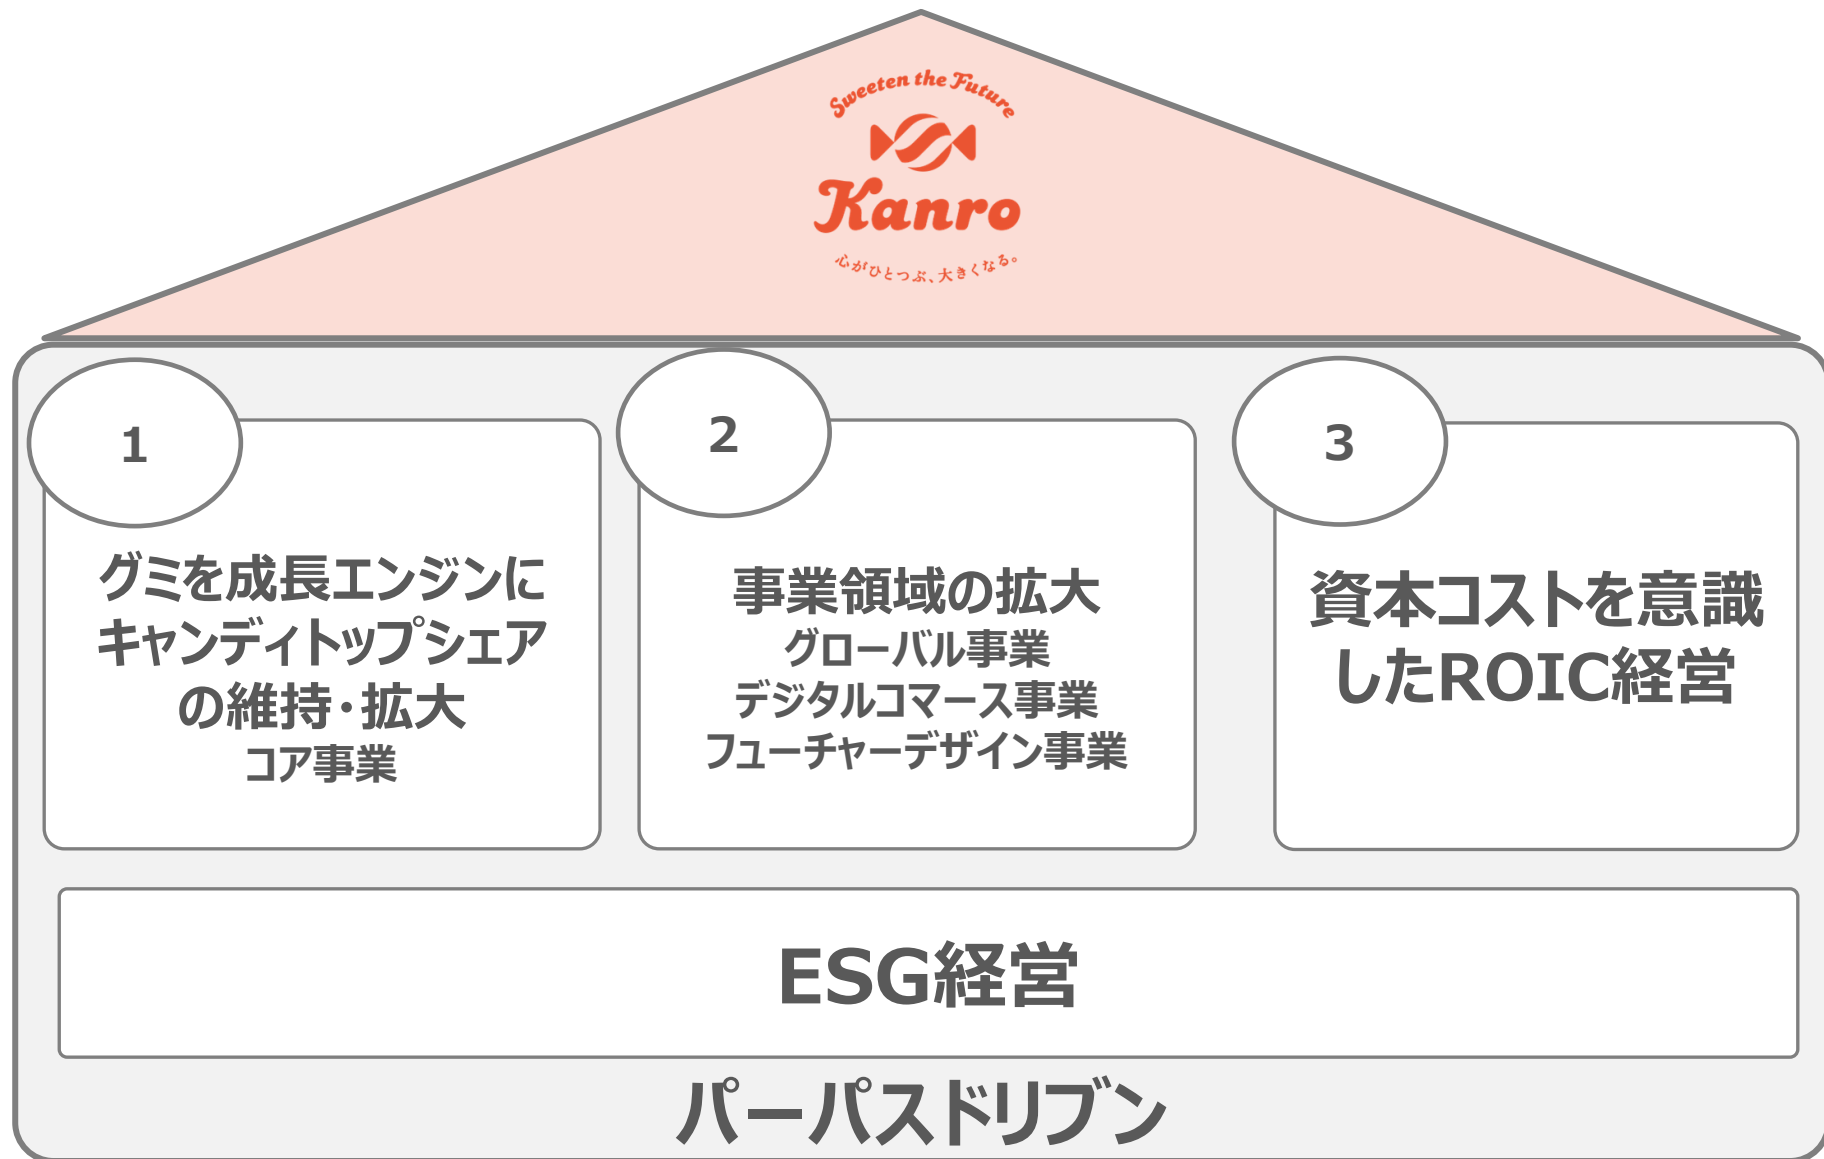 Sweeten the Future
Kanro
心がひとつぶ、大きくなる。
1
グミを成長エンジンに
キャンディトップシェア
の維持・拡大
コア事業
2
事業領域の拡大
グローバル事業
デジタルコマース事業
フューチャーデザイン事業
3
資本コストを意識
したROIC経営
ESG経営
パーパスドリブン